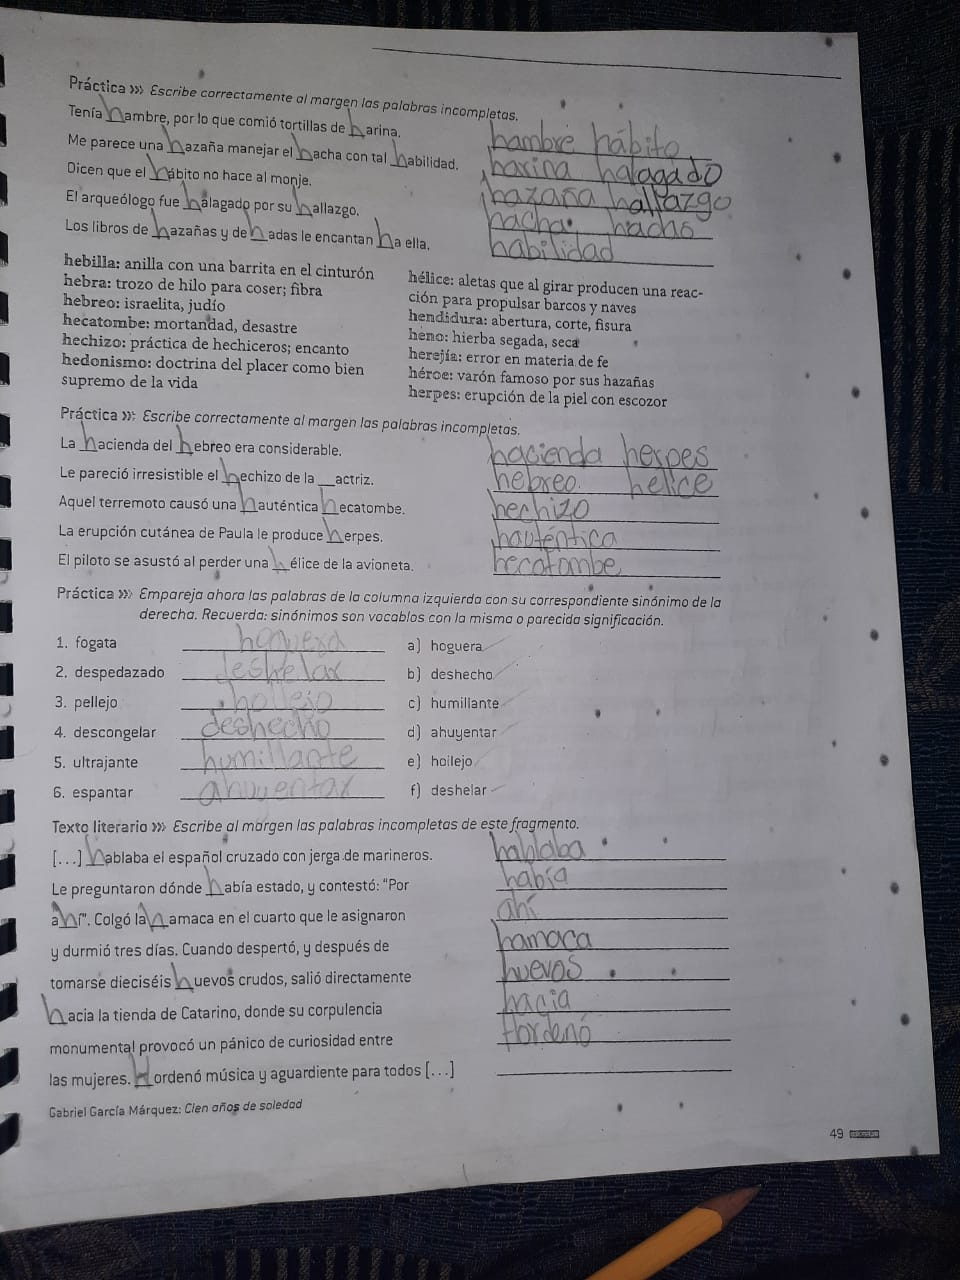 Práctica »» Escribe correctamente al margen las palabras incompletas.
Tenía hambre, por lo que comió tortillas de harina.
Me parece una hazaña manejar el hacha con tal habilidad.
Dicen que el hábito no hace al monje.
El arqueólogo fue hálagado por su hallazgo.
Los libros de hazañas y de hadas le encantan ha ella.
hambre hábito
harina halagado
hazaña hallazgo
hacha hadas
habilidad
hebilla: anilla con una barrita en el cinturón
hebra: trozo de hilo para coser; fibra
hebreo: israelita, judío
hecatombe: mortandad, desastre
hechizo: práctica de hechiceros; encanto
hedonismo: doctrina del placer como bien
supremo de la vida
hélice: aletas que al girar producen una reac-
ción para propulsar barcos y naves
hendidura: abertura, corte, fisura
heno: hierba segada, seca
herejía: error en materia de fe
héroe: varón famoso por sus hazañas
herpes: erupción de la piel con escozor
Práctica »» Escribe correctamente al margen las palabras incompletas.
La hacienda del hebreo era considerable.
Le pareció irresistible el hechizo de la __actriz.
Aquel terremoto causó una hauténtica hecatombe.
La erupción cutánea de Paula le produce herpes.
El piloto se asustó al perder una hélice de la avioneta.
hacienda herpes
hebreo. helice
hechizo
hauténtica
hecatombe
Práctica »» Empareja ahora las palabras de la columna izquierda con su correspondiente sinónimo de la
derecha. Recuerda: sinónimos son vocablos con la misma o parecida significación.
1. fogata hoguera a) hoguera
2. despedazado deshelar b) deshecho
3. pellejo hollejo c) humillante
4. descongelar deshecho d) ahuyentar
5. ultrajante humillante e) hollejo
6. espantar ahuyentar f) deshelar
Texto literario »» Escribe al margen las palabras incompletas de este fragmento.
[...] hablaba el español cruzado con jerga de marineros.
Le preguntaron dónde había estado, y contestó: "Por
ahí". Colgó la hamaca en el cuarto que le asignaron
y durmió tres días. Cuando despertó, y después de
tomarse dieciséis huevos crudos, salió directamente
hacia la tienda de Catarino, donde su corpulencia
monumental provocó un pánico de curiosidad entre
las mujeres. Hordenó música y aguardiente para todos [...]
hablaba
había
ahí
hamaca
huevos
hacia
Hordenó
Gabriel García Márquez: Cien años de soledad
49